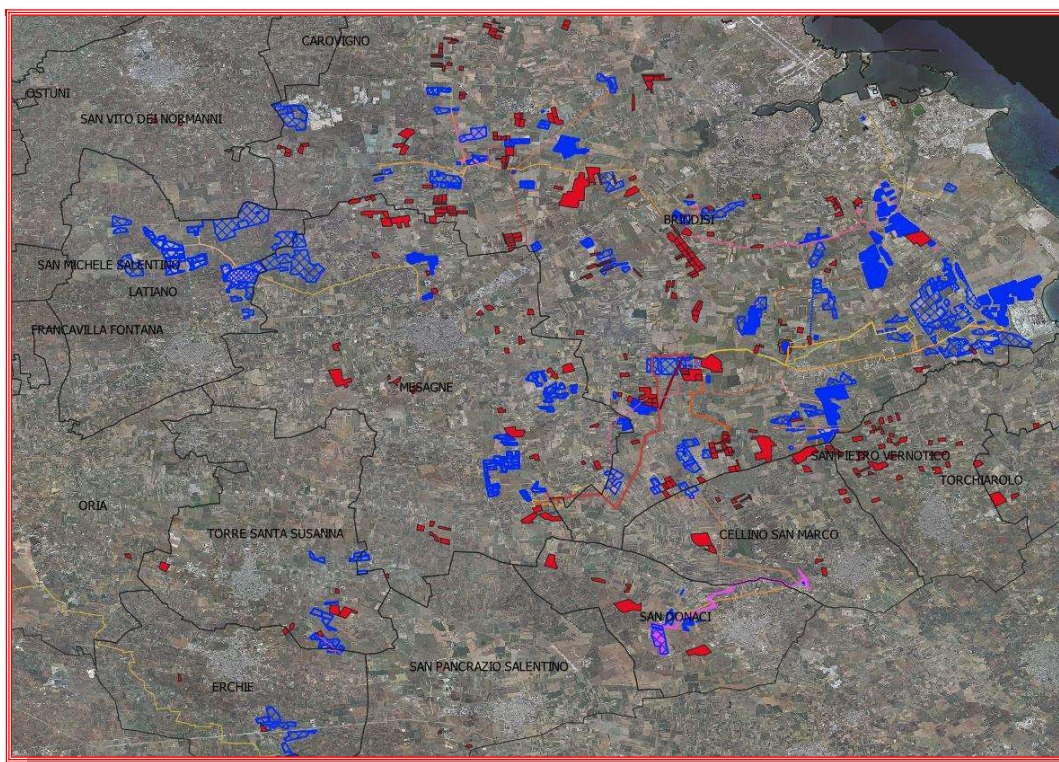 CAROVIGNO
OSTUNI
SAN VITO DEI NORMANNI
BRINDISI
SAN MICHELE SALENTINO
LATIANO
FRANCAVILLA FONTANA
MESAGNE
SAN PIETRO VERNOTICO
TORCHIAROLO
ORIA
TORRE SANTA SUSANNA
CELLINO SAN MARCO
SAN DONACI
SAN PANCRAZIO SALENTINO
ERCHIE